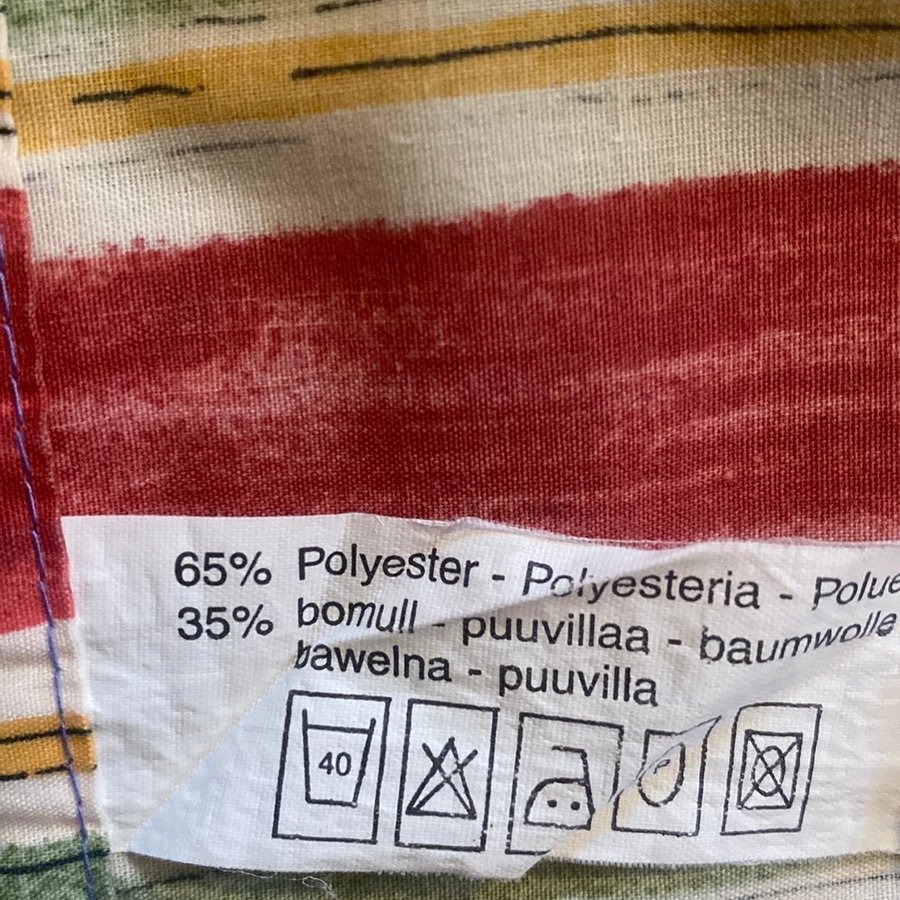 65% Polyester - Polyesteria - Polue
35% bomull - puuvillaa - baumwolle
bawelna - puuvilla
40